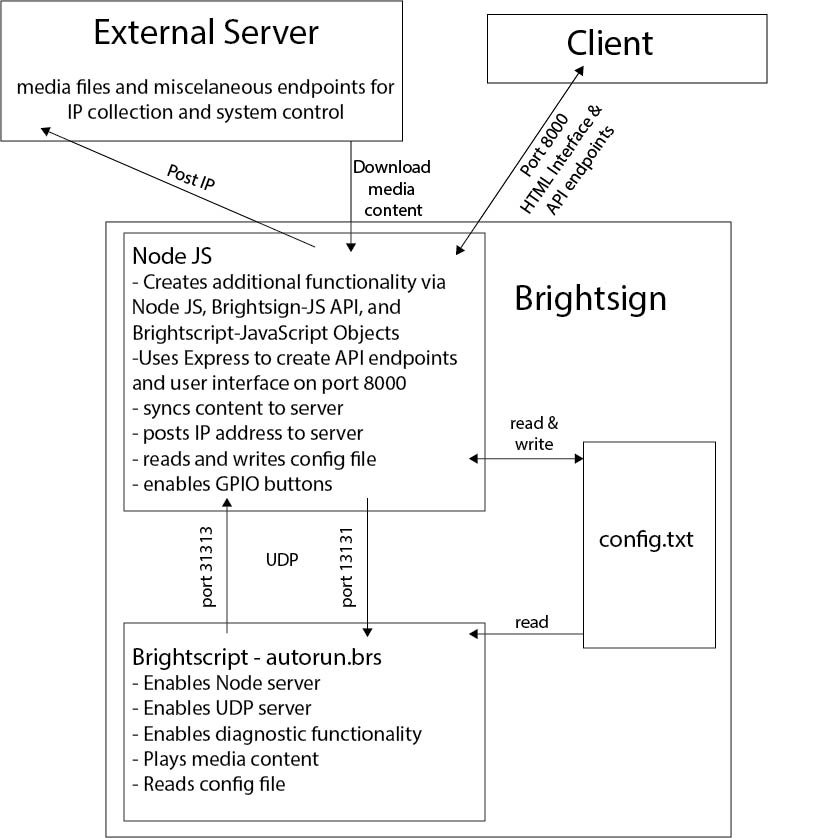 External Server
media files and miscelaneous endpoints for
IP collection and system control
Client
Post IP
Download
media
content
Port 8000
HTML Interface &
API endpoints
Node JS
- Creates additional functionality via
Node JS, Brightsign-JS API, and
Brightscript-JavaScript Objects
-Uses Express to create API endpoints
and user interface on port 8000
- syncs content to server
- posts IP address to server
- reads and writes config file
- enables GPIO buttons
Brightsign
read &
write
config.txt
port 31313
UDP
port 13131
read
Brightscript - autorun.brs
- Enables Node server
- Enables UDP server
- Enables diagnostic functionality
- Plays media content
- Reads config file